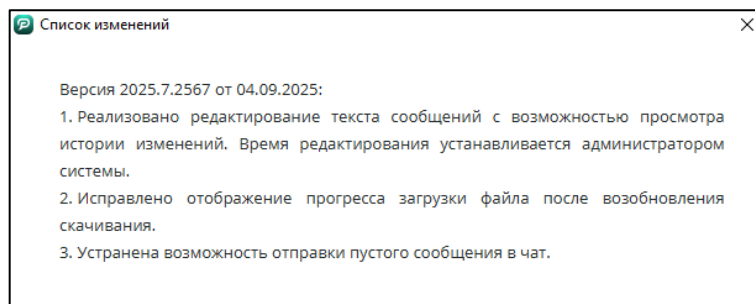 Список изменений
Версия 2025.7.2567 от 04.09.2025:
1. Реализовано редактирование текста сообщений с возможностью просмотра
истории изменений. Время редактирования устанавливается администратором
системы.
2. Исправлено отображение прогресса загрузки файла после возобновления
скачивания.
3. Устранена возможность отправки пустого сообщения в чат.